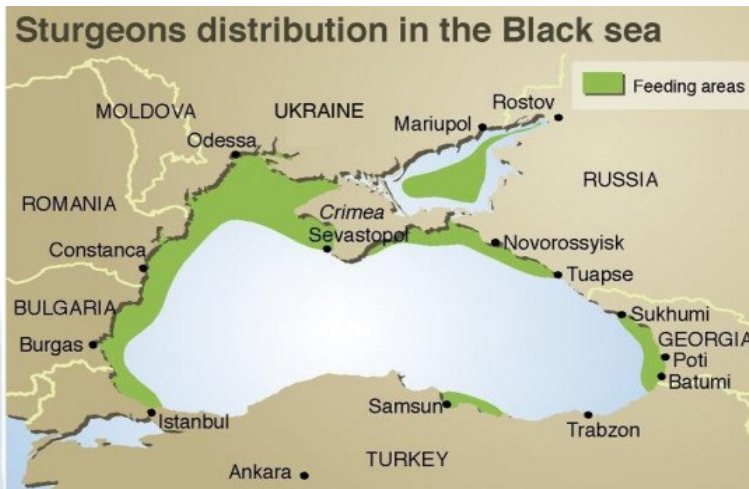 Sturgeons distribution in the Black sea
Feeding areas
MOLDOVA
UKRAINE
Rostov
Mariupol
Odessa
RUSSIA
ROMANIA
Crimea
Sevastopol
Novorossyisk
Constanca
Tuapse
BULGARIA
Sukhumi
GEORGIA
Burgas
Poti
Batumi
Samsun
Istanbul
Trabzon
TURKEY
Ankara